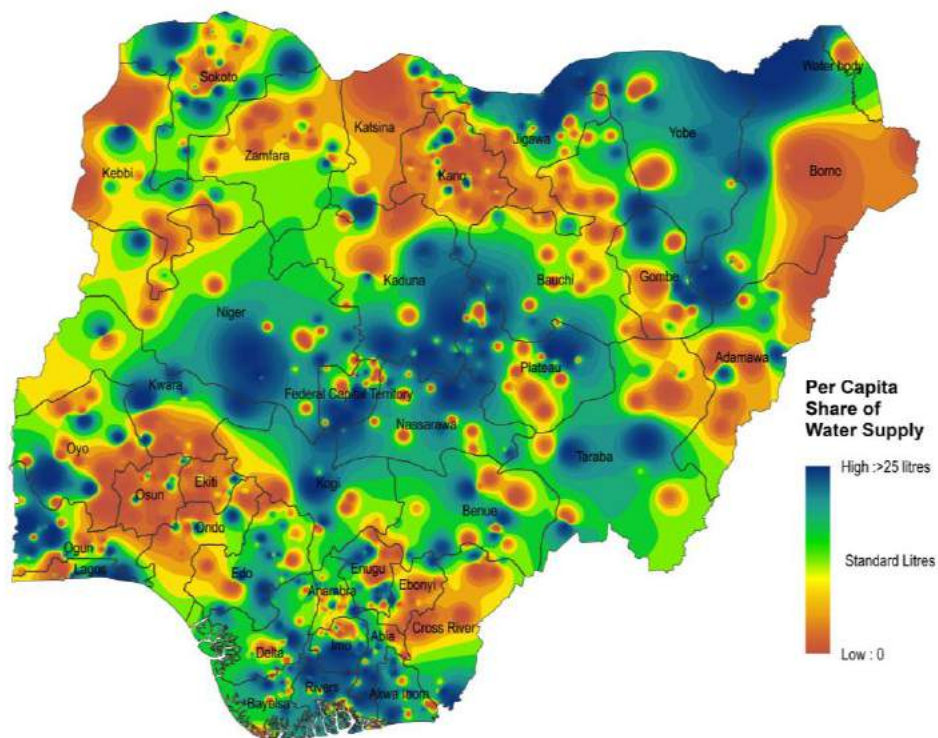 Water body
Sokoto
Katsina
Jigawa
Yobe
Zamfara
Kano
Borno
Kebbi
Kaduna
Bauchi
Gombe
Niger
Adamawa
Plateau
Kwara
Federal Capital Territory
Nassarawa
Oyo
Taraba
Osun
Ekiti
Kogi
Benue
Ondo
Ogun
Lagos
Edo
Enugu
Anambra
Ebonyi
Cross River
Abia
Imo
Delta
Rivers
Akwa Ibom
Bayelsa
Per Capita
Share of
Water Supply
High :>25 litres
Standard Litres
Low : 0